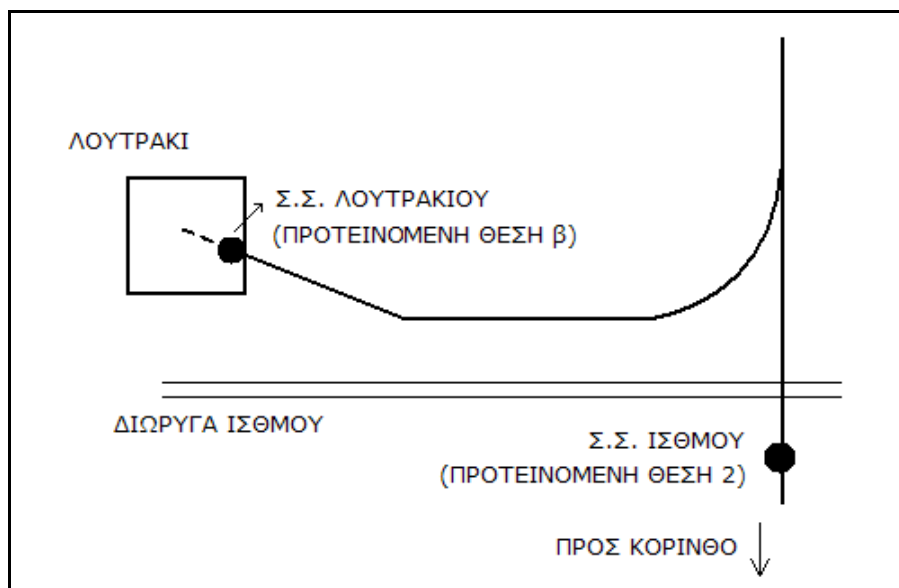 ΛΟΥΤΡΑΚΙ
Σ.Σ. ΛΟΥΤΡΑΚΙΟΥ
(ΠΡΟΤΕΙΝΟΜΕΝΗ ΘΕΣΗ β)
ΔΙΩΡΥΓΑ ΙΣΘΜΟΥ
Σ.Σ. ΙΣΘΜΟΥ
(ΠΡΟΤΕΙΝΟΜΕΝΗ ΘΕΣΗ 2)
ΠΡΟΣ ΚΟΡΙΝΘΟ